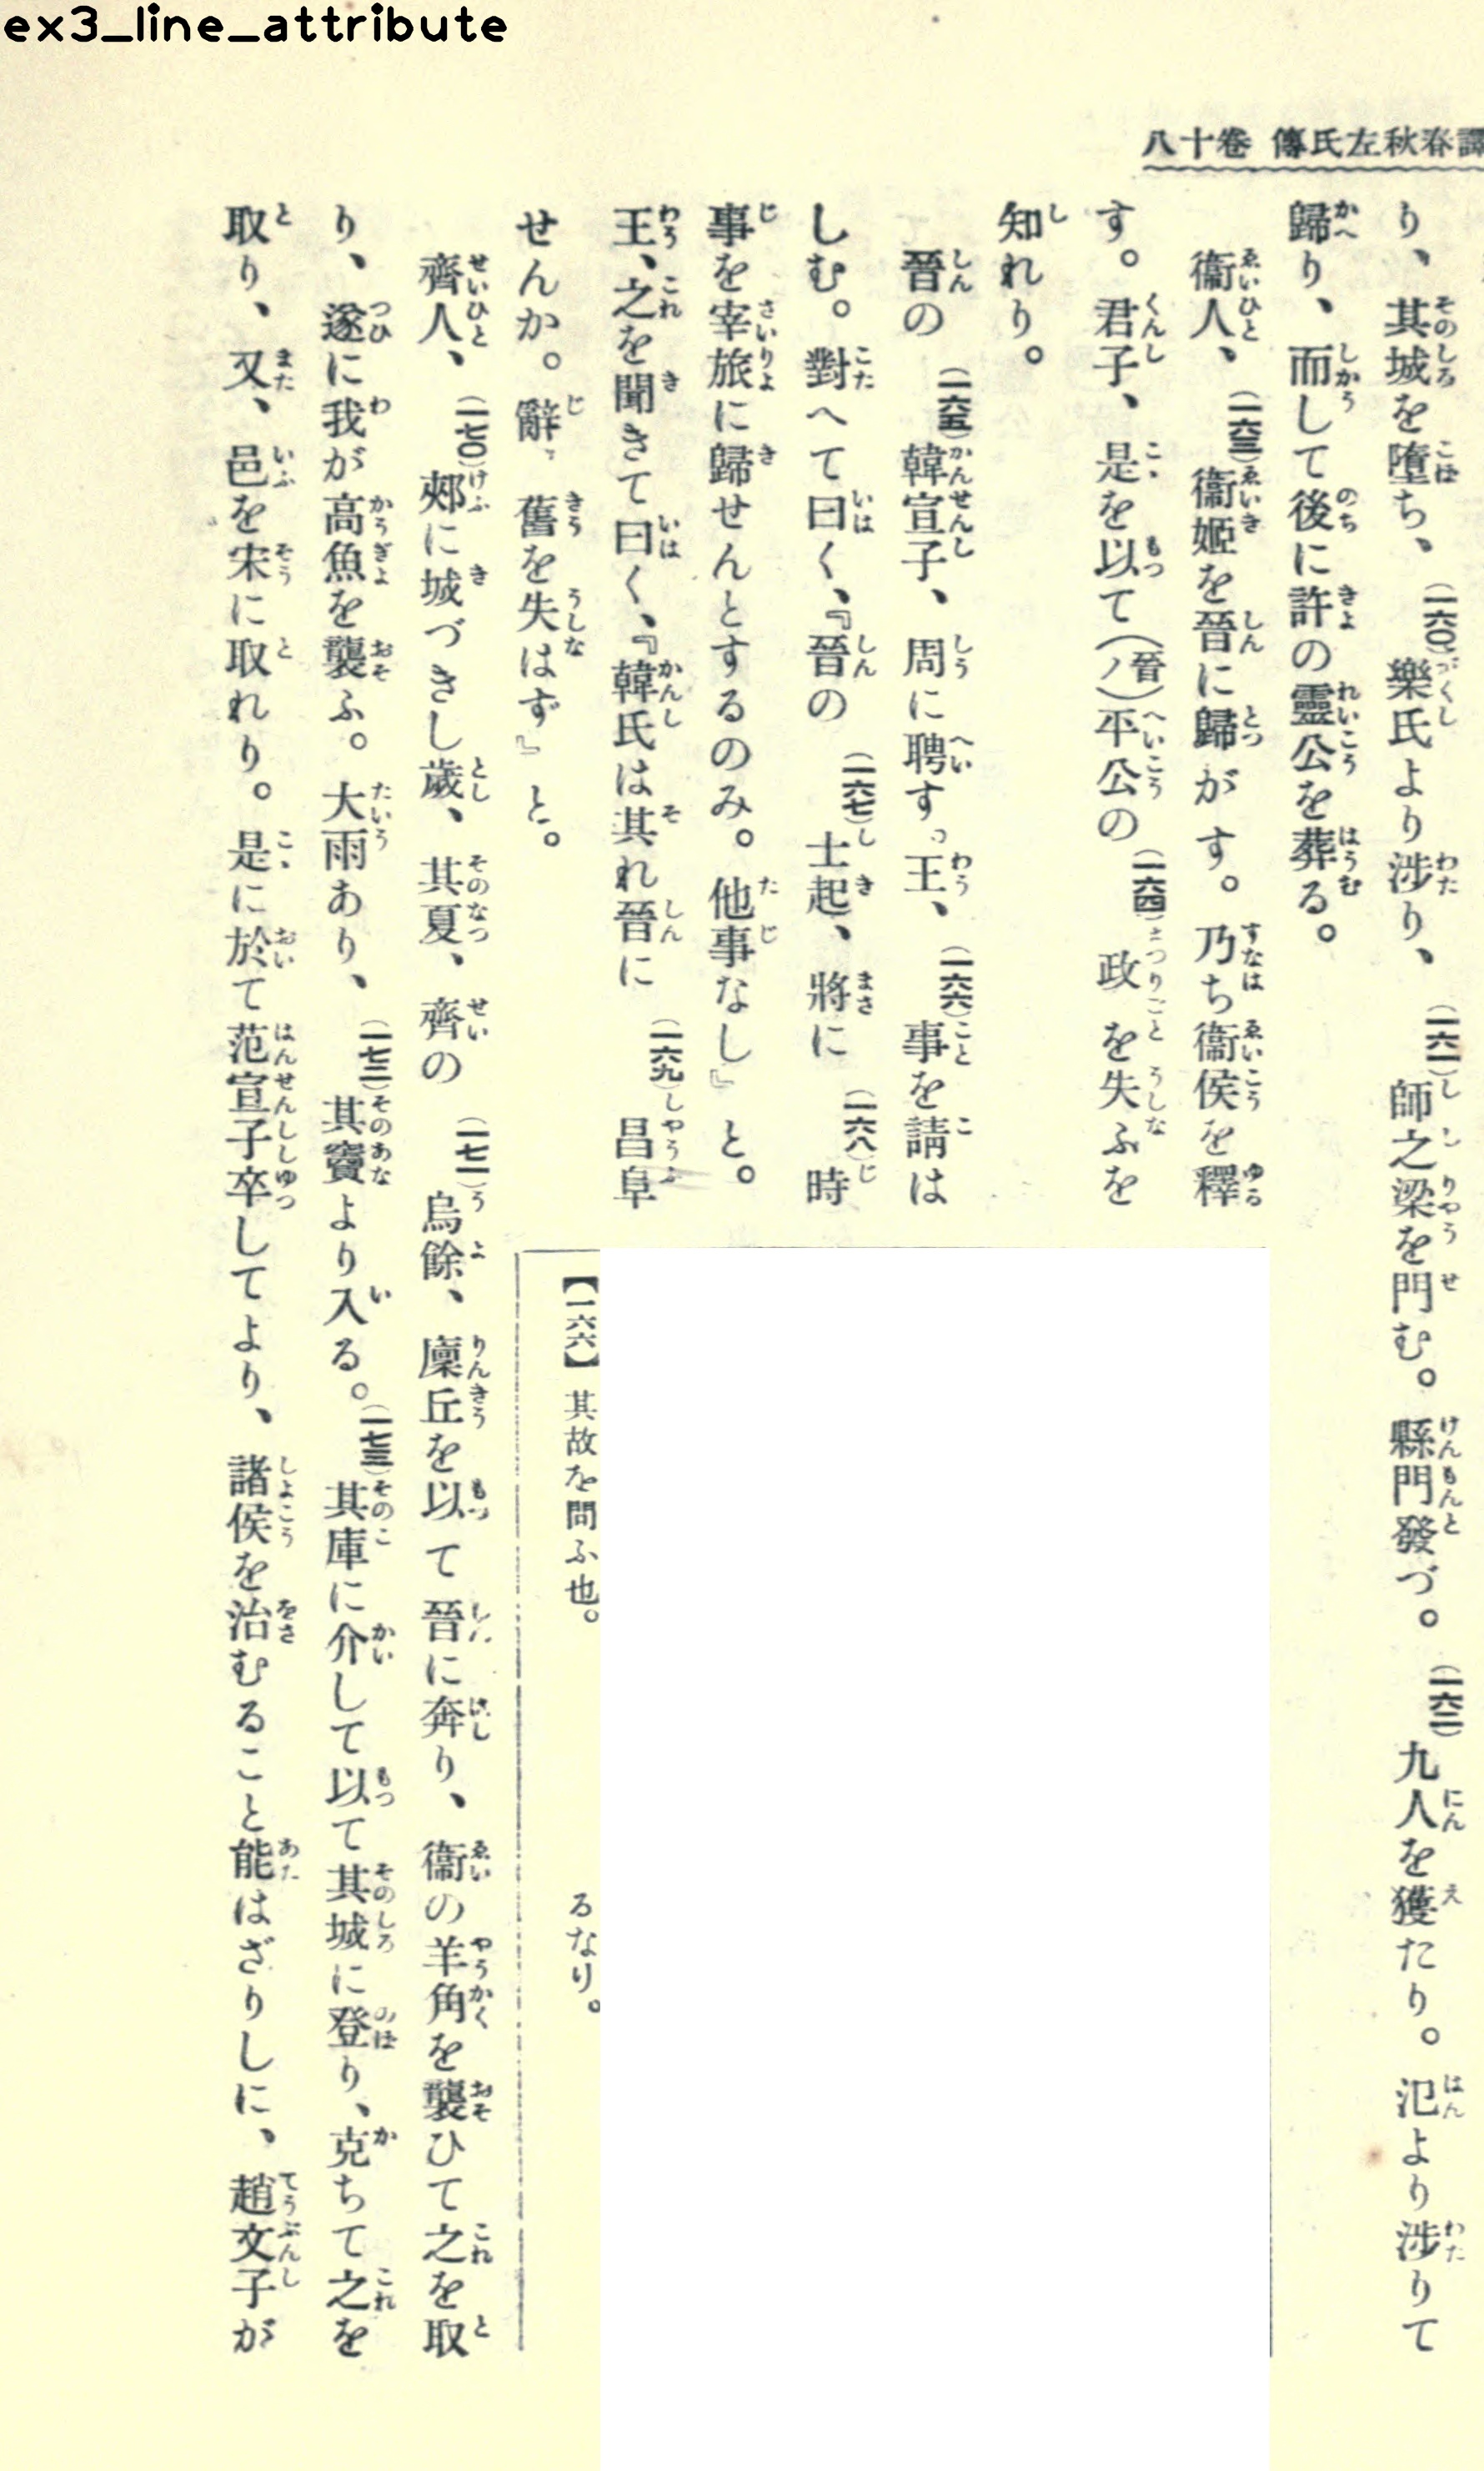 ex3_line_attribute
譯春秋左氏傳 卷十八
り、其城を墮ち、(一六〇)樂氏より涉り、(一六一)師之梁を門む。縣門發づ。(一六二)九人を獲たり。氾より涉りて
歸り、而して後に許の靈公を葬る。
衞人、(一六三)衞姬を晉に歸がす。乃ち衞侯を釋
す。君子、是を以て(晉ノ)平公の(一六四)政を失ふを
知れり。
晉の(一六五)韓宣子、周に聘す。王、(一六六)事を請は
しむ。對へて曰く、『晉の(一六七)士起、將に(一六八)時
事を宰旅に歸せんとするのみ。他事なし』と。
王、之を聞きて曰く、『韓氏は其れ晉に(一六九)昌阜
せんか。辭、舊を失はず』と。
【一六六】其故を問ふ也。
るなり。
齊人、(一七〇)郟に城づきし歲、其夏、齊の(一七一)烏餘、廩丘を以て晉に奔り、衞の羊角を襲ひて之を取
り、遂に我が高魚を襲ふ。大雨あり、(一七二)其竇より入る。(一七三)其庫に介して以て其城に登り、克ちて之を
取り、又、邑を宋に取れり。是に於て范宣子卒してより、諸侯を治むること能はざりしに、趙文子が